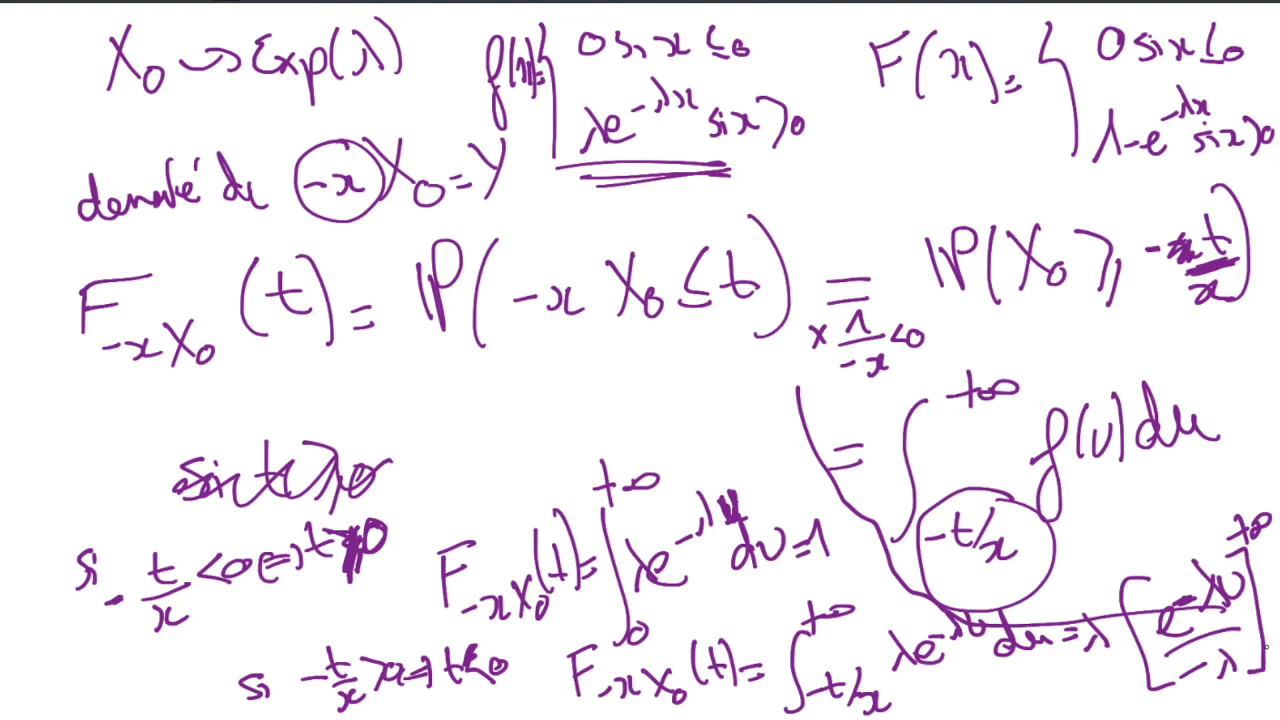 X₀ ↪ Exp(λ)   f(x)= { 0 si x ≤ 0   F(x) = { 0 si x ≤ 0
λe^{-λx} si x ≥ 0   1-e^{-λx} si x ≥ 0
densité de -x X₀ = Y
F_{-xX₀}(t) = ℙ(-x X₀ ≤ t) = ℙ(X₀ ≥ -t/x)
× 1/-x < 0
= ∫_{-t/x}^{+∞} f(u) du
si -t/x < 0 ⇔ t > 0   F_{-xX₀}(t) = ∫_0^{+∞} λe^{-λu} du = 1
si -t/x > 0 ⇒ t < 0   F_{-xX₀}(t) = ∫_{-t/x}^{+∞} λe^{-λu} du = λ [e^{-λu}/-λ]^{+∞}